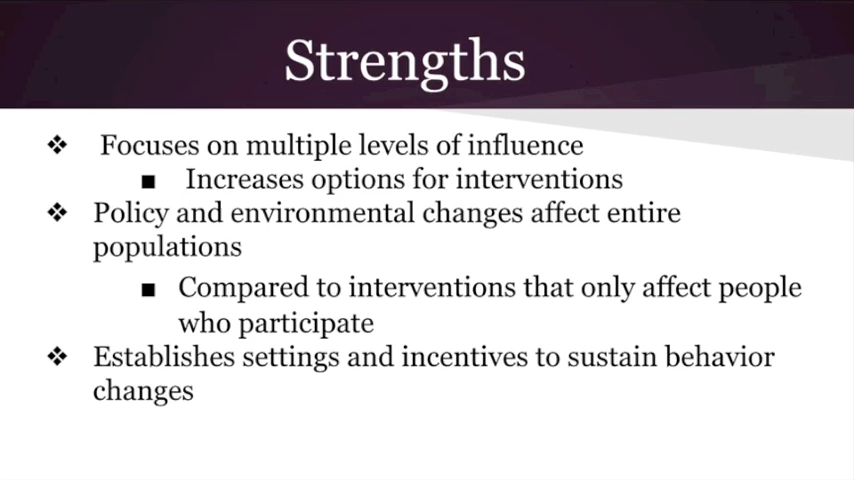 Strengths
❖ Focuses on multiple levels of influence
■ Increases options for interventions
❖ Policy and environmental changes affect entire
populations
■ Compared to interventions that only affect people
who participate
❖ Establishes settings and incentives to sustain behavior
changes